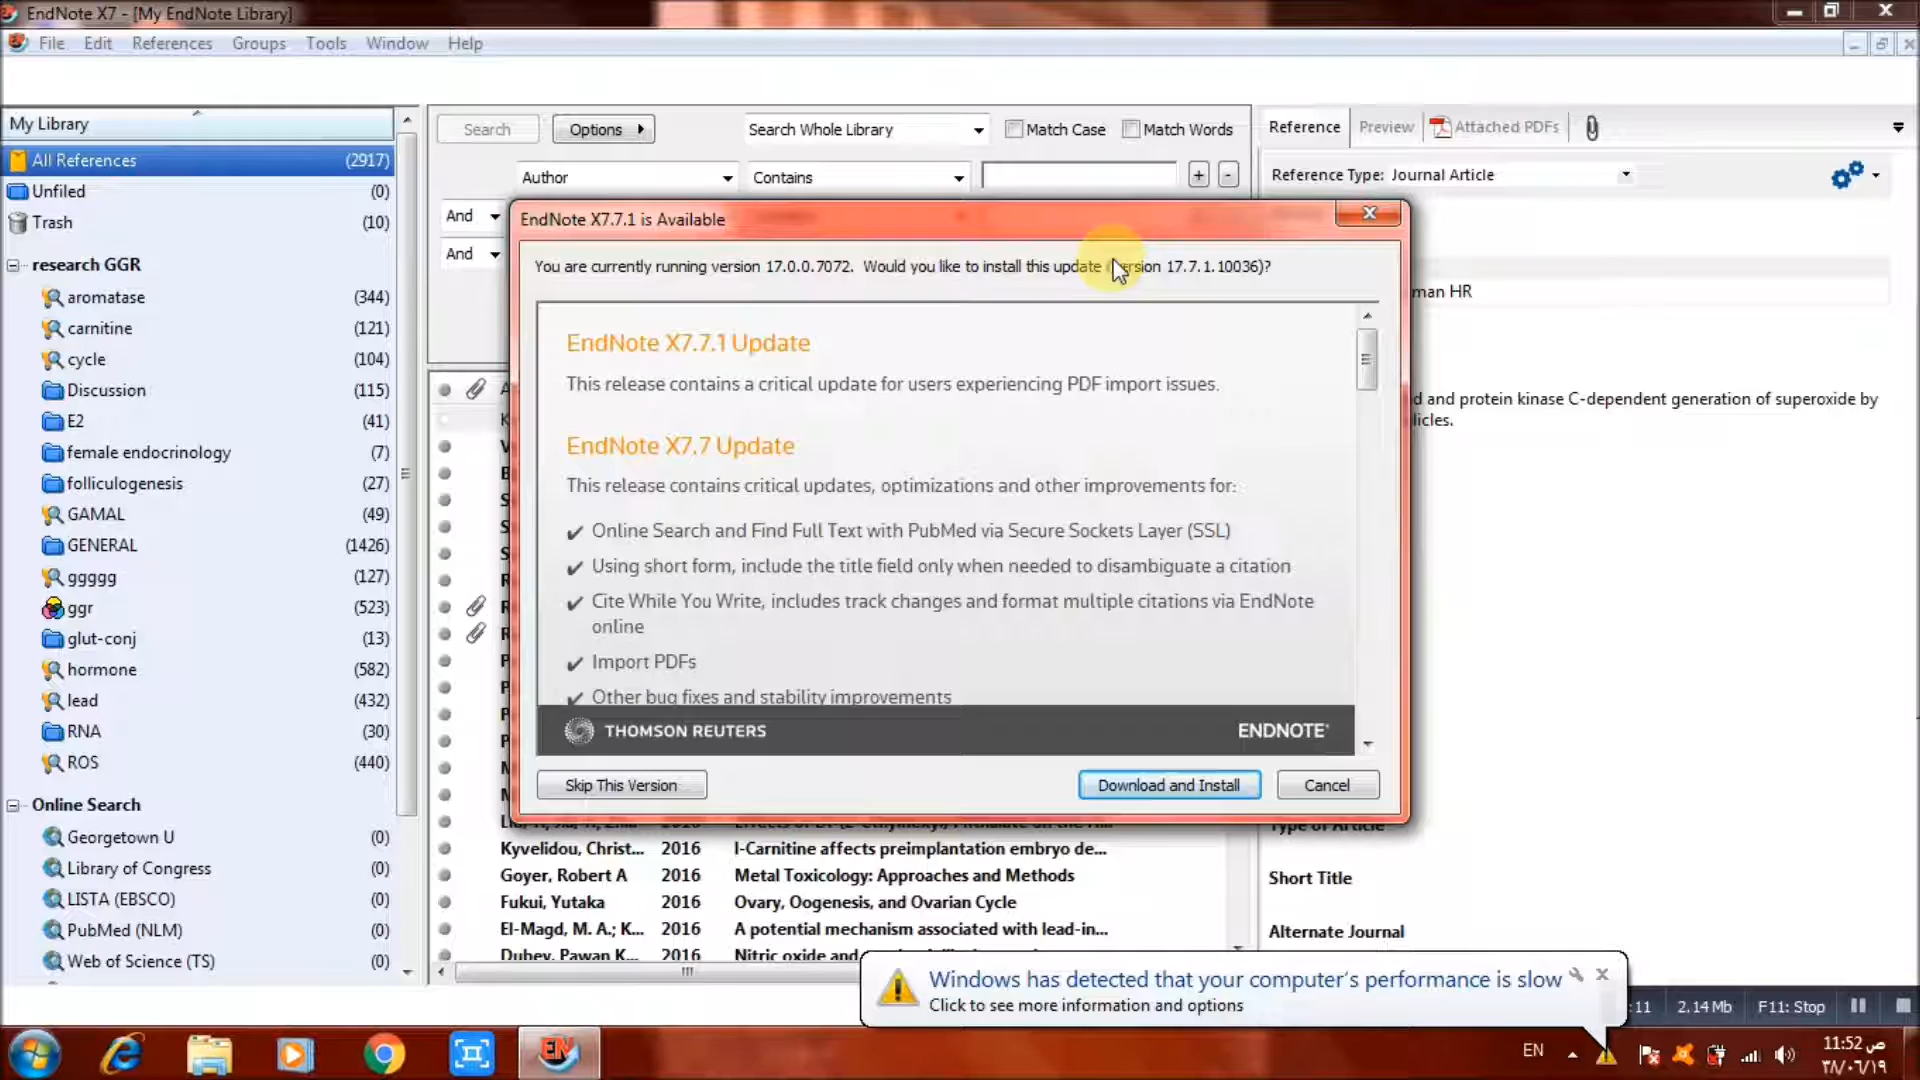 EndNote X7 - [My EndNote Library]
File Edit References Groups Tools Window Help
My Library
All References (2917)
Unfiled (0)
Trash (10)
research GGR
aromatase (344)
carnitine (121)
cycle (104)
Discussion (115)
E2 (41)
female endocrinology (7)
folliculogenesis (27)
GAMAL (49)
GENERAL (1426)
ggggg (127)
ggr (523)
glut-conj (13)
hormone (582)
lead (432)
RNA (30)
ROS (440)
Online Search
Georgetown U (0)
Library of Congress (0)
LISTA (EBSCO) (0)
PubMed (NLM) (0)
Web of Science (TS) (0)
Search Options Search Whole Library Match Case Match Words
Author Contains + -
And
And
Reference Preview Attached PDFs
Reference Type: Journal Article
man HR
d and protein kinase C-dependent generation of superoxide by
licles.
EndNote X7.7.1 is Available
You are currently running version 17.0.0.7072. Would you like to install this update (version 17.7.1.10036)?
EndNote X7.7.1 Update
This release contains a critical update for users experiencing PDF import issues.
EndNote X7.7 Update
This release contains critical updates, optimizations and other improvements for:
✔ Online Search and Find Full Text with PubMed via Secure Sockets Layer (SSL)
✔ Using short form, include the title field only when needed to disambiguate a citation
✔ Cite While You Write, includes track changes and format multiple citations via EndNote
online
✔ Import PDFs
✔ Other bug fixes and stability improvements
THOMSON REUTERS ENDNOTE
Skip This Version Download and Install Cancel
Kyvelidou, Christ... 2016 l-Carnitine affects preimplantation embryo de...
Goyer, Robert A 2016 Metal Toxicology: Approaches and Methods
Fukui, Yutaka 2016 Ovary, Oogenesis, and Ovarian Cycle
El-Magd, M. A.; K... 2016 A potential mechanism associated with lead-in...
Dubey, Pawan K... 2016 Nitric oxide and
Type of Article
Short Title
Alternate Journal
Windows has detected that your computer's performance is slow
Click to see more information and options
:11 2.14 Mb F11: Stop
EN
11:52 ص
٣٨/٠٦/١٩